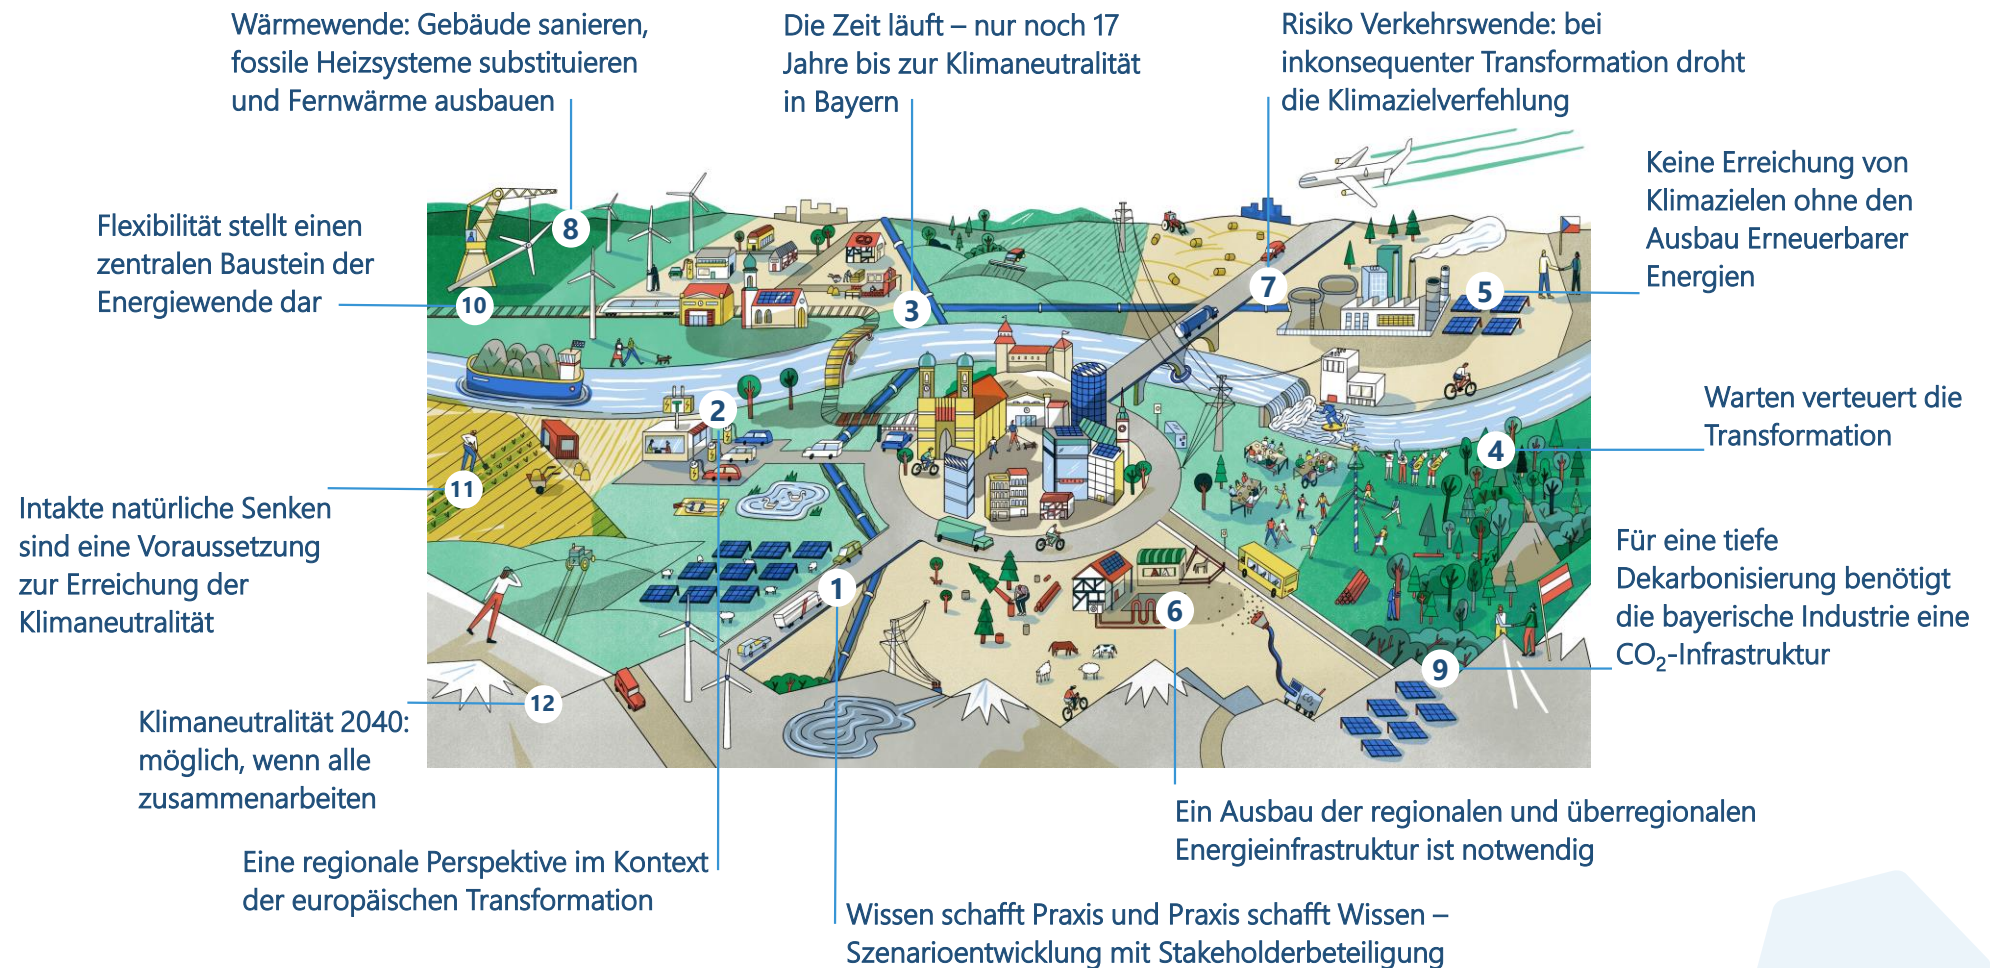 Wärmewende: Gebäude sanieren,
fossile Heizsysteme substituieren
und Fernwärme ausbauen
Die Zeit läuft – nur noch 17
Jahre bis zur Klimaneutralität
in Bayern
Risiko Verkehrswende: bei
inkonsequenter Transformation droht
die Klimazielverfehlung
Keine Erreichung von
Klimazielen ohne den
Ausbau Erneuerbarer
Energien
Flexibilität stellt einen
zentralen Baustein der
Energiewende dar
8
10
3
7
5
2
T
4
11
1
6
9
12
CO₂
Warten verteuert die
Transformation
Intakte natürliche Senken
sind eine Voraussetzung
zur Erreichung der
Klimaneutralität
Für eine tiefe
Dekarbonisierung benötigt
die bayerische Industrie eine
CO₂-Infrastruktur
Klimaneutralität 2040:
möglich, wenn alle
zusammenarbeiten
Ein Ausbau der regionalen und überregionalen
Energieinfrastruktur ist notwendig
Eine regionale Perspektive im Kontext
der europäischen Transformation
Wissen schafft Praxis und Praxis schafft Wissen –
Szenarioentwicklung mit Stakeholderbeteiligung